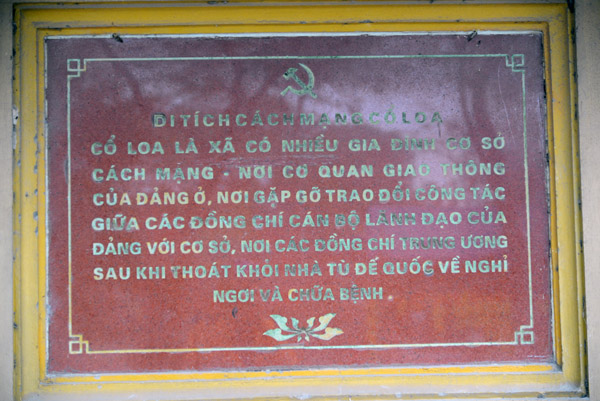 DI TÍCH CÁCH MẠNG CỔ LOA
CỔ LOA LÀ XÃ CÓ NHIỀU GIA ĐÌNH CƠ SỞ
CÁCH MẠNG - NƠI CƠ QUAN GIAO THÔNG
CỦA ĐẢNG Ở, NƠI GẶP GỠ TRAO ĐỔI CÔNG TÁC
GIỮA CÁC ĐỒNG CHÍ CÁN BỘ LÃNH ĐẠO CỦA
ĐẢNG VỚI CƠ SỞ, NƠI CÁC ĐỒNG CHÍ TRUNG ƯƠNG
SAU KHI THOÁT KHỎI NHÀ TÙ ĐẾ QUỐC VỀ NGHỈ
NGƠI VÀ CHỮA BỆNH.